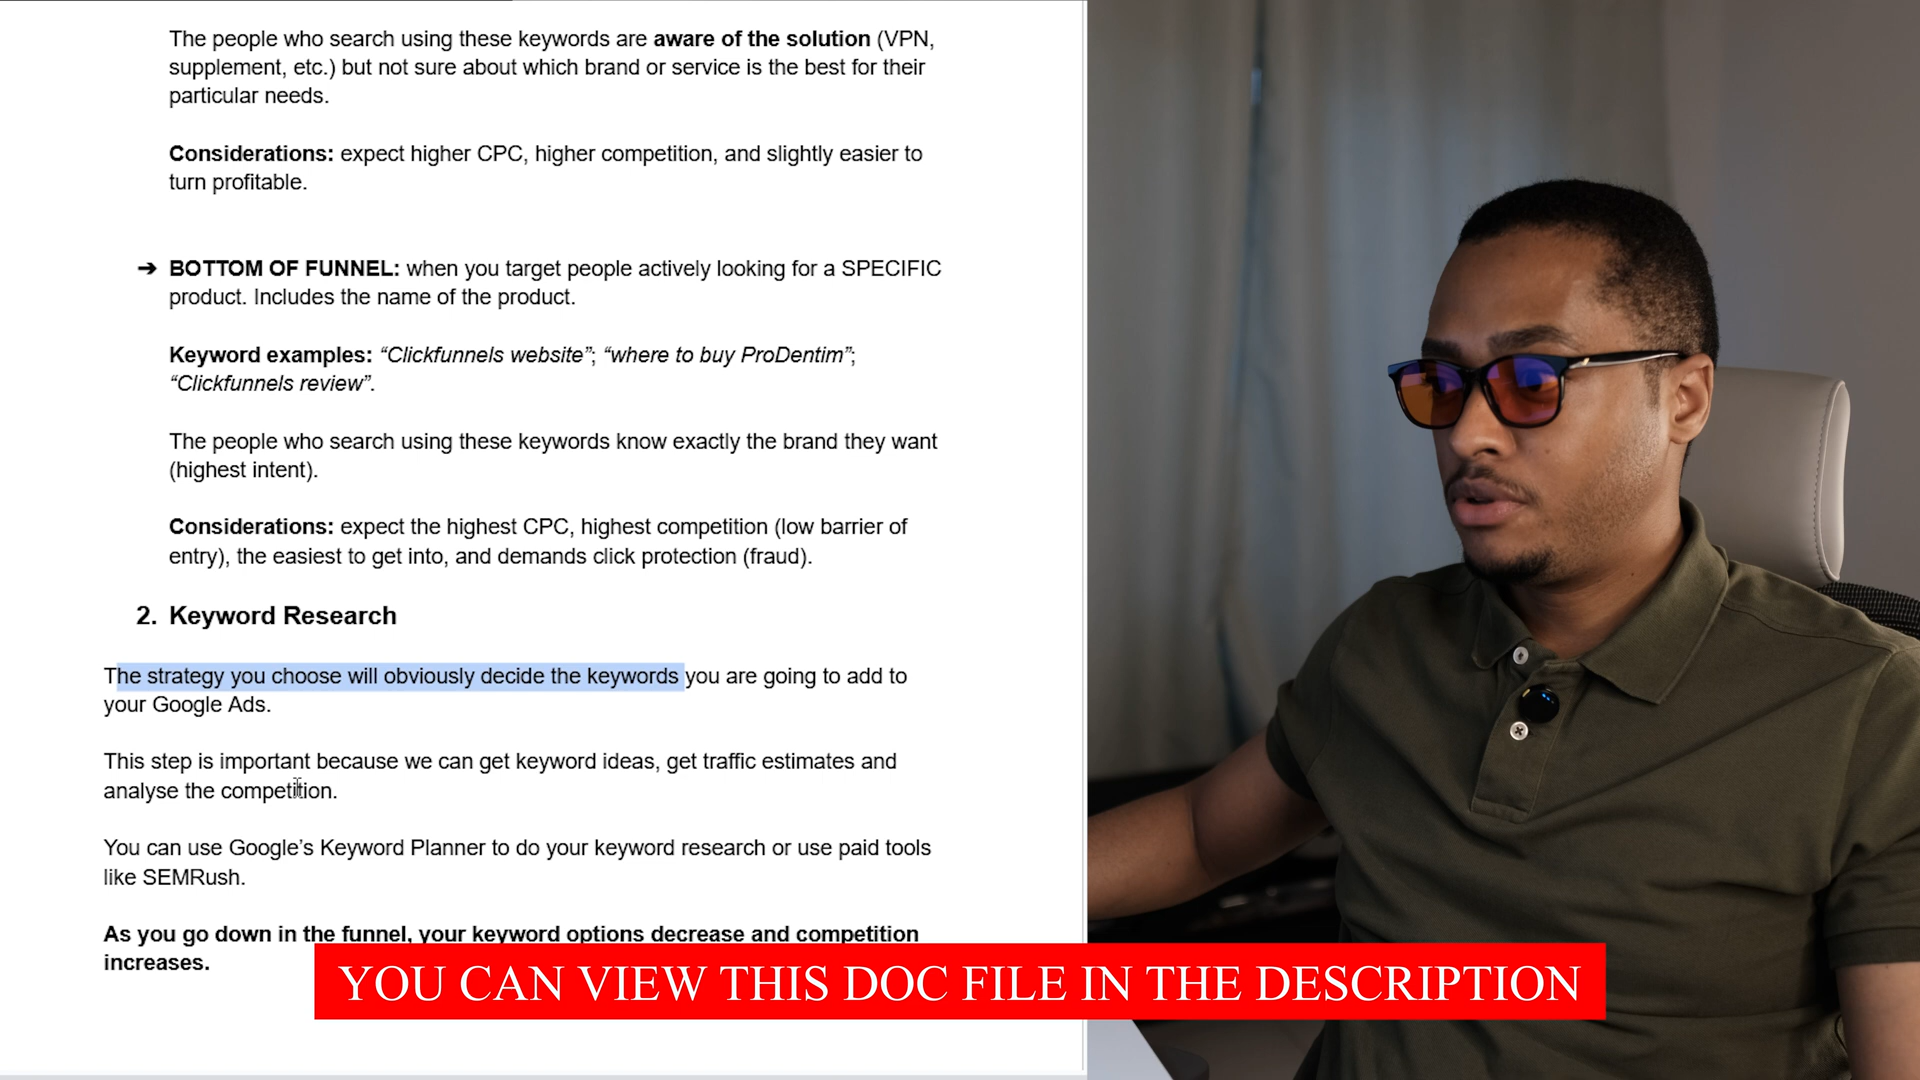 The people who search using these keywords are aware of the solution (VPN,
supplement, etc.) but not sure about which brand or service is the best for their
particular needs.
Considerations: expect higher CPC, higher competition, and slightly easier to
turn profitable.
➔ BOTTOM OF FUNNEL: when you target people actively looking for a SPECIFIC
product. Includes the name of the product.
Keyword examples: “Clickfunnels website”; “where to buy ProDentim”;
“Clickfunnels review”.
The people who search using these keywords know exactly the brand they want
(highest intent).
Considerations: expect the highest CPC, highest competition (low barrier of
entry), the easiest to get into, and demands click protection (fraud).
2. Keyword Research
The strategy you choose will obviously decide the keywords you are going to add to
your Google Ads.
This step is important because we can get keyword ideas, get traffic estimates and
analyse the competition.
You can use Google’s Keyword Planner to do your keyword research or use paid tools
like SEMRush.
As you go down in the funnel, your keyword options decrease and competition
increases.
YOU CAN VIEW THIS DOC FILE IN THE DESCRIPTION